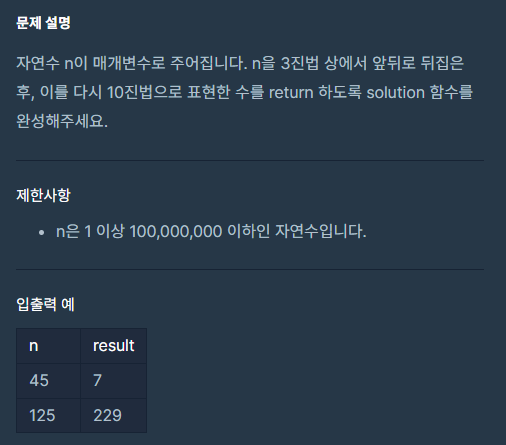 문제 설명
자연수 n이 매개변수로 주어집니다. n을 3진법 상에서 앞뒤로 뒤집은
후, 이를 다시 10진법으로 표현한 수를 return 하도록 solution 함수를
완성해주세요.
제한사항
• n은 1 이상 100,000,000 이하인 자연수입니다.
입출력 예
n result
45 7
125 229